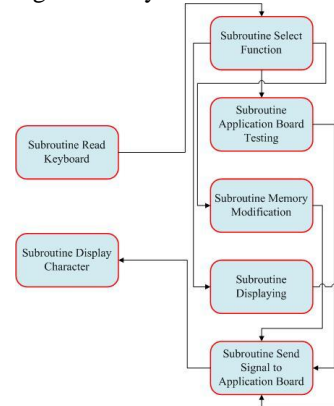 Subroutine Select
Function
Subroutine
Application Board
Testing
Subroutine Read
Keyboard
Subroutine Memory
Modification
Subroutine Display
Character
Subroutine
Displaying
Subroutine Send
Signal to
Application Board